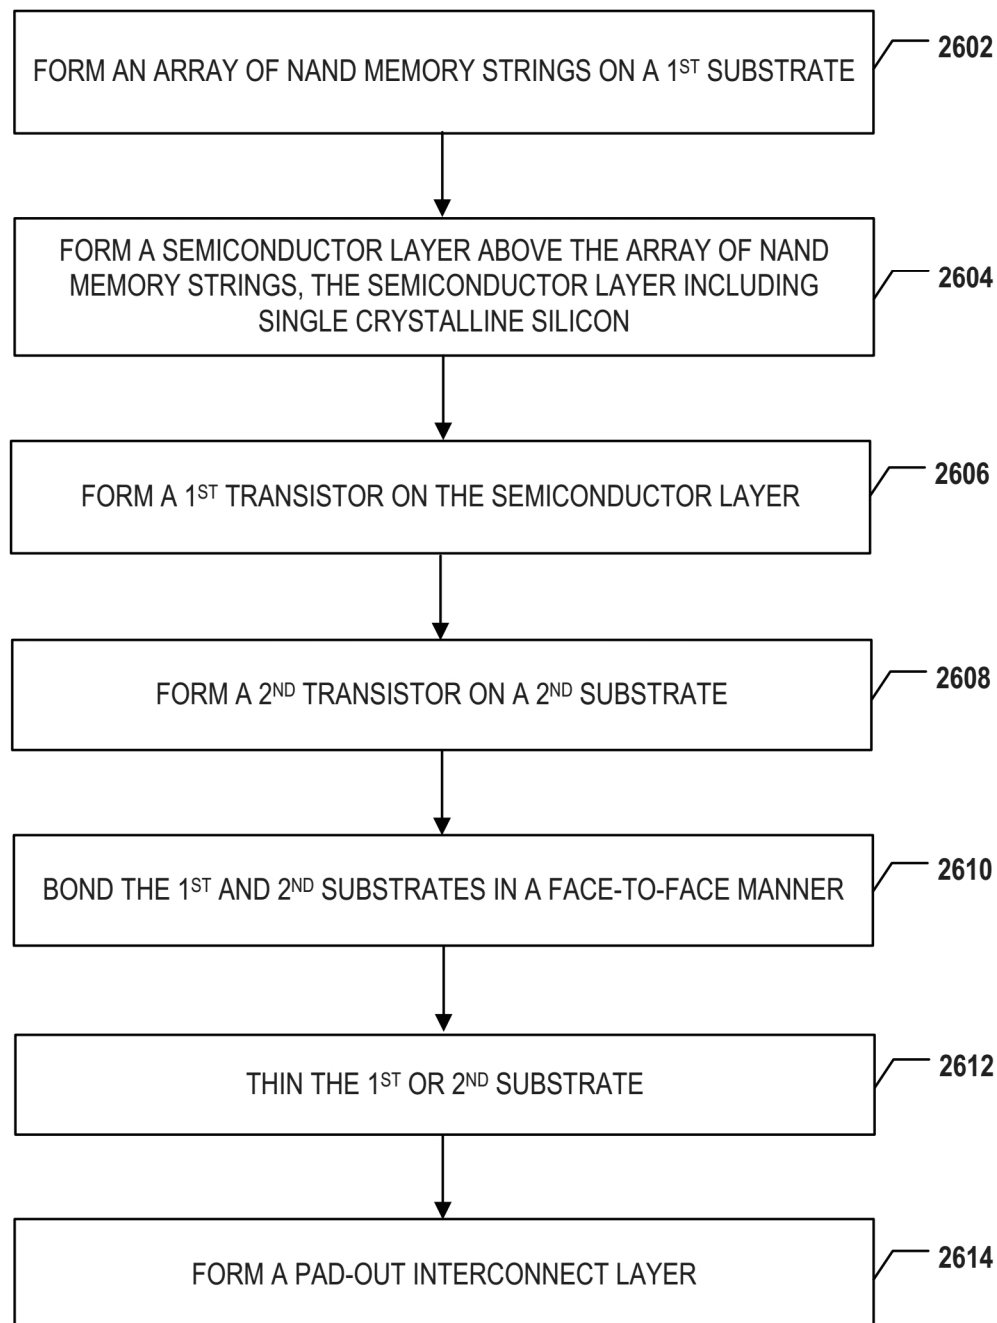 FORM AN ARRAY OF NAND MEMORY STRINGS ON A 1ST SUBSTRATE
2602
FORM A SEMICONDUCTOR LAYER ABOVE THE ARRAY OF NAND
MEMORY STRINGS, THE SEMICONDUCTOR LAYER INCLUDING
SINGLE CRYSTALLINE SILICON
2604
FORM A 1ST TRANSISTOR ON THE SEMICONDUCTOR LAYER
2606
FORM A 2ND TRANSISTOR ON A 2ND SUBSTRATE
2608
BOND THE 1ST AND 2ND SUBSTRATES IN A FACE-TO-FACE MANNER
2610
THIN THE 1ST OR 2ND SUBSTRATE
2612
FORM A PAD-OUT INTERCONNECT LAYER
2614